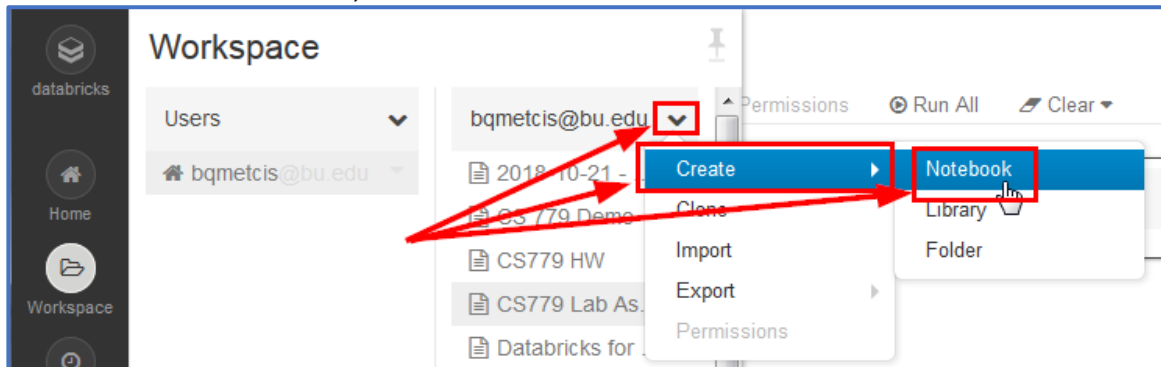 databricks
Home
Workspace
Workspace
Users
bqmetcis@bu.edu
bqmetcis@bu.edu
2018-10-21 -
CS 779 Demo
CS779 HW
CS779 Lab As.
Databricks for
Permissions
Run All
Clear
Create
Clone
Import
Export
Permissions
Notebook
Library
Folder